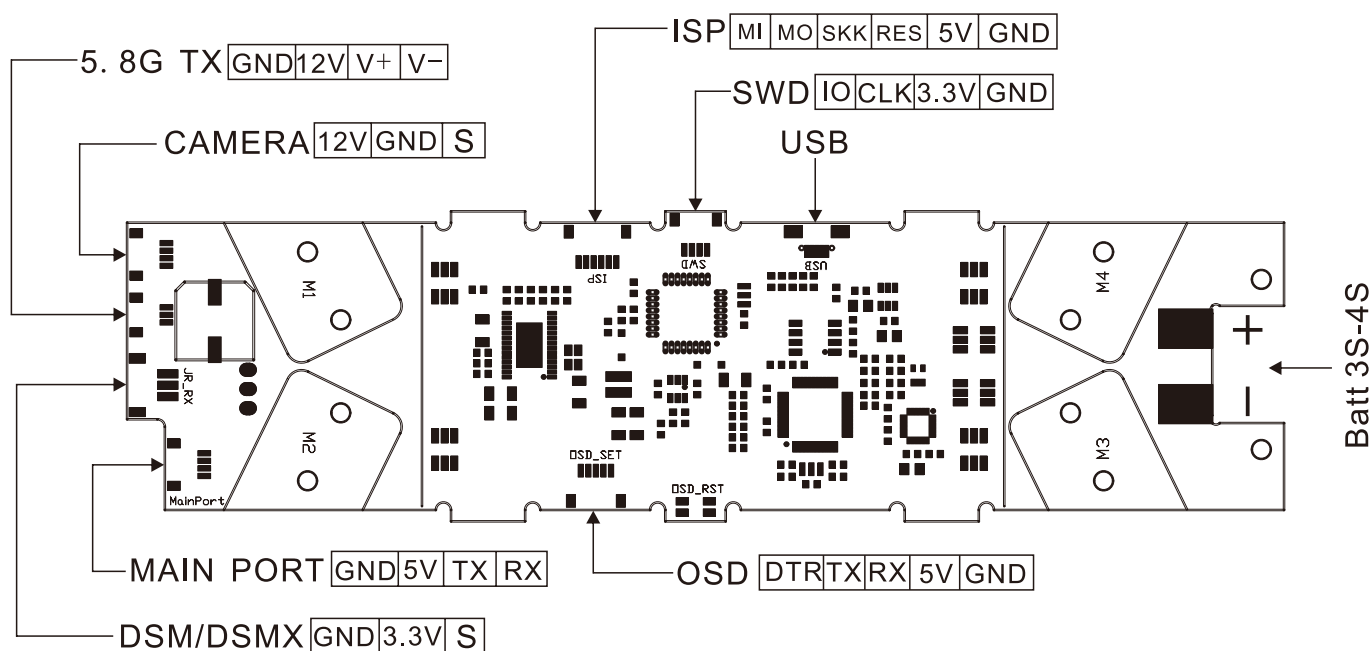 ISP MI MO SKK RES 5V GND
5. 8G TX GND 12V V+ V-
SWD IO CLK 3.3V GND
CAMERA 12V GND S
USB
M1
ISP
SWD
USB
M4
+
Batt 3S-4S
-
JR_RX
M2
OSD_SET
M3
OSD_RST
MainPort
MAIN PORT GND 5V TX RX
OSD DTR TX RX 5V GND
DSM/DSMX GND 3.3V S